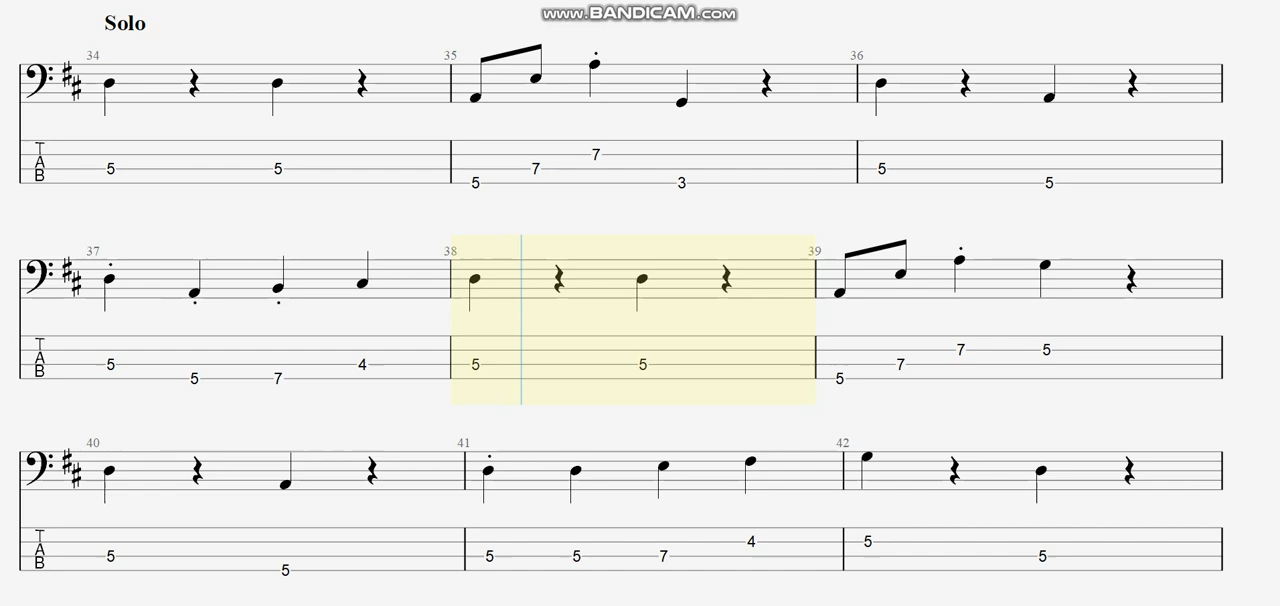 www.BANDICAM.com
Solo
34 35 36
T
A
B
5 5 5 7 7 3 5 5
37 38 39
T
A
B
5 5 7 4 5 5 5 7 7 5
40 41 42
T
A
B
5 5 5 5 7 4 5 5